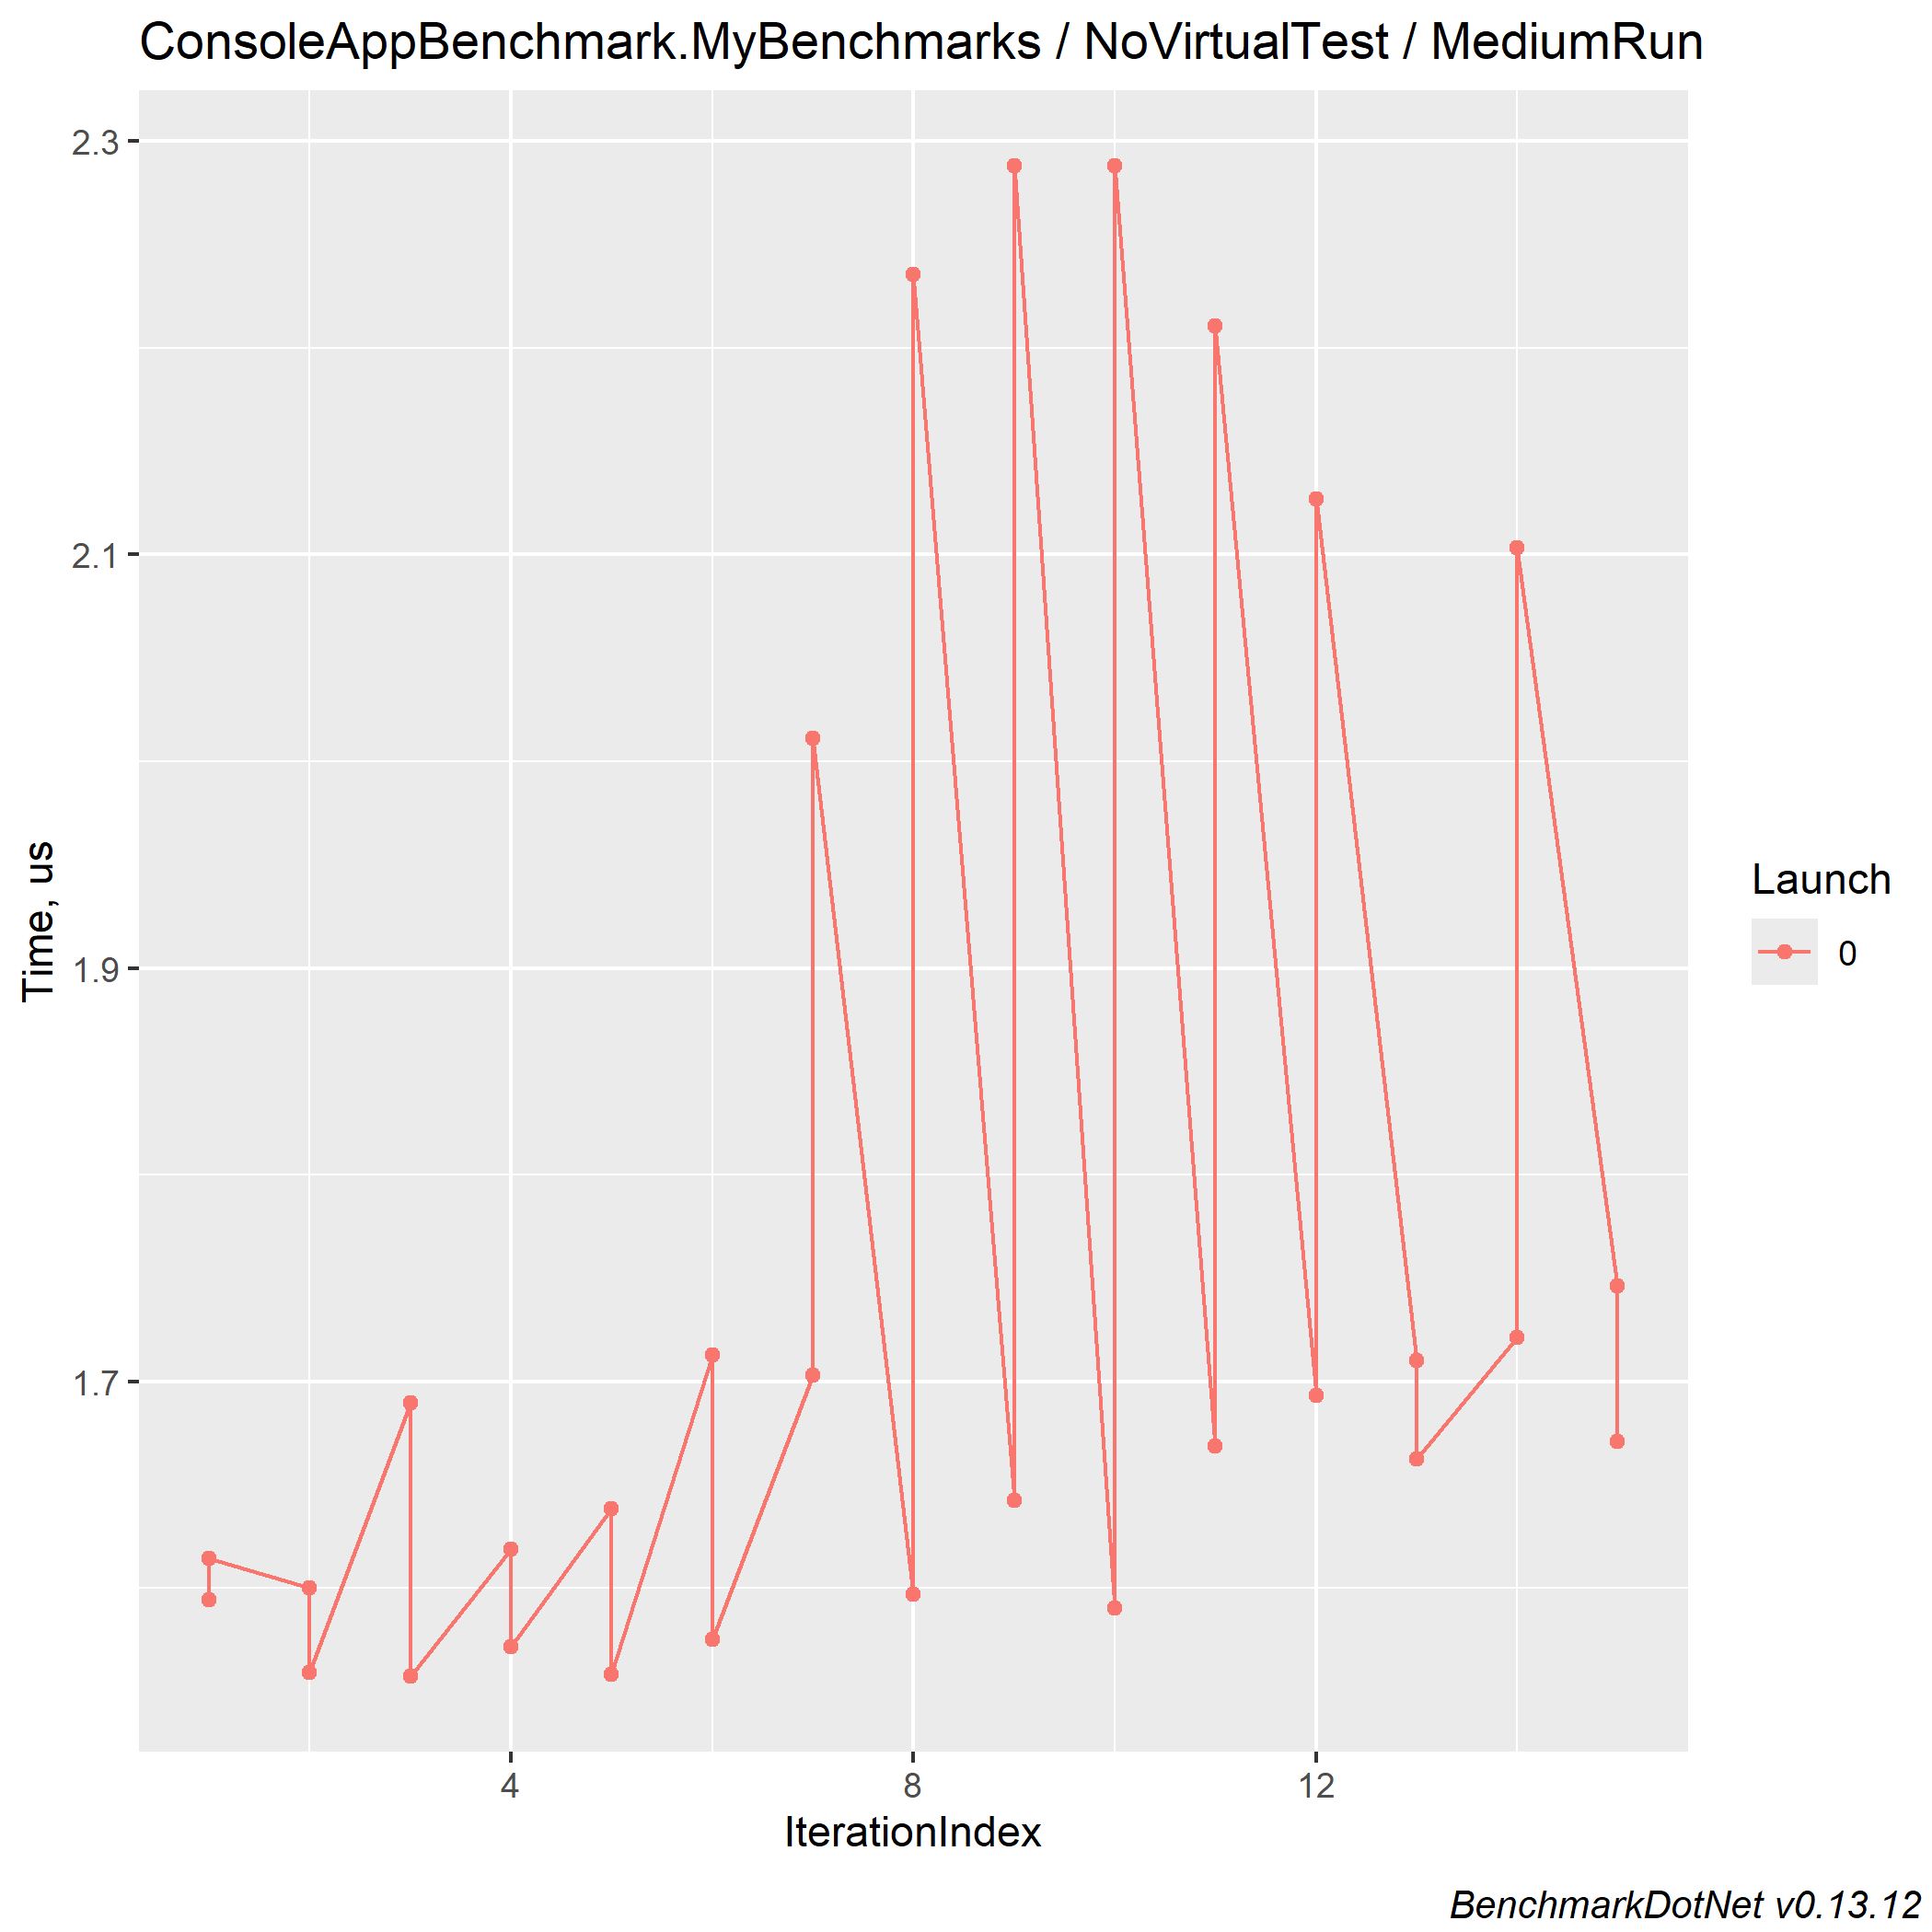 ConsoleAppBenchmark.MyBenchmarks / NoVirtualTest / MediumRun
2.3
2.1
1.9
1.7
Time, us
4
8
12
IterationIndex
Launch
0
BenchmarkDotNet v0.13.12